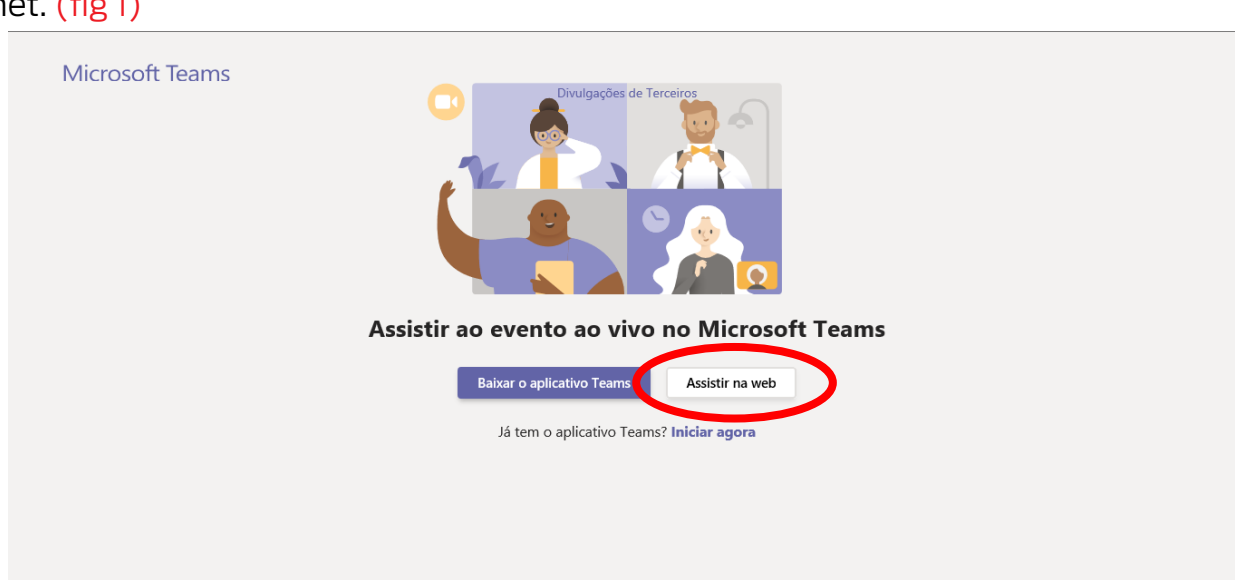 (fig 1)
Microsoft Teams
Divulgações de Terceiros
Assistir ao evento ao vivo no Microsoft Teams
Baixar o aplicativo Teams
Assistir na web
Já tem o aplicativo Teams? Iniciar agora